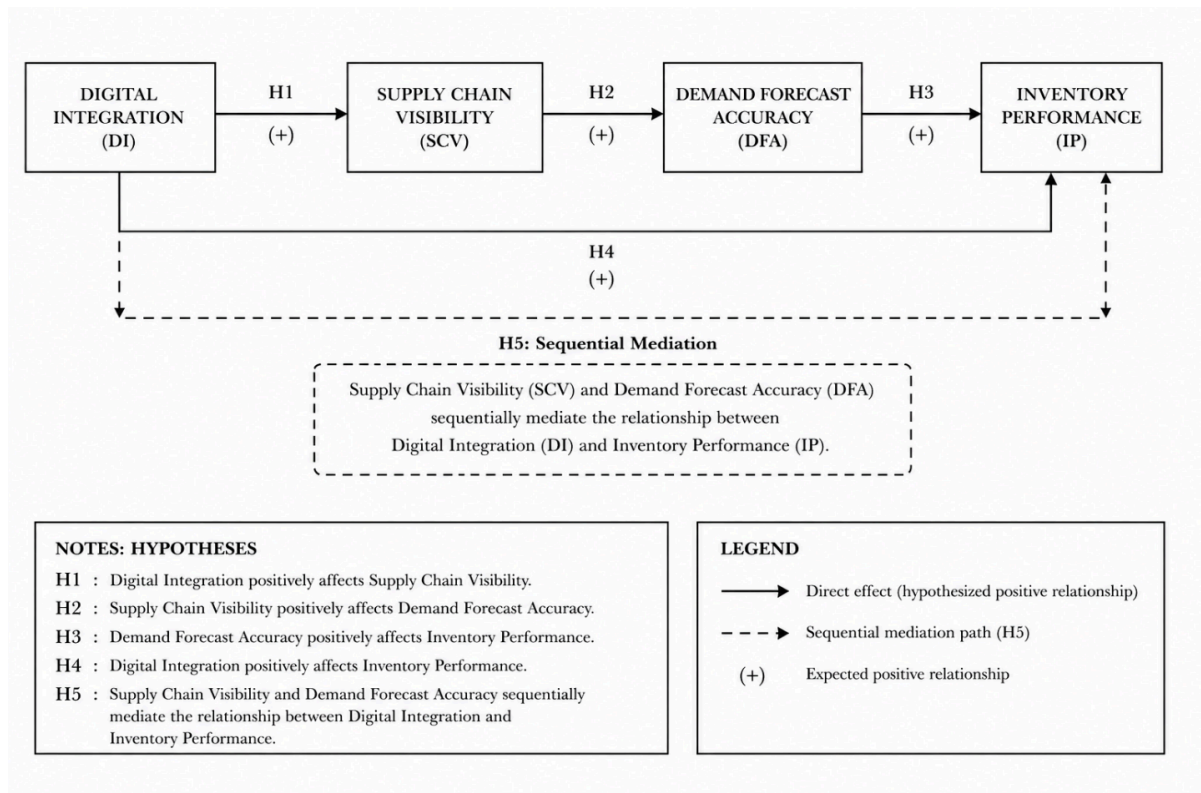 DIGITAL
INTEGRATION
(DI)
H1
(+)
SUPPLY CHAIN
VISIBILITY
(SCV)
H2
(+)
DEMAND FORECAST
ACCURACY
(DFA)
H3
(+)
INVENTORY
PERFORMANCE
(IP)
H4
(+)
H5: Sequential Mediation
Supply Chain Visibility (SCV) and Demand Forecast Accuracy (DFA)
sequentially mediate the relationship between
Digital Integration (DI) and Inventory Performance (IP).
NOTES: HYPOTHESES
H1 : Digital Integration positively affects Supply Chain Visibility.
H2 : Supply Chain Visibility positively affects Demand Forecast Accuracy.
H3 : Demand Forecast Accuracy positively affects Inventory Performance.
H4 : Digital Integration positively affects Inventory Performance.
H5 : Supply Chain Visibility and Demand Forecast Accuracy sequentially
mediate the relationship between Digital Integration and
Inventory Performance.
LEGEND
Direct effect (hypothesized positive relationship)
Sequential mediation path (H5)
(+) Expected positive relationship